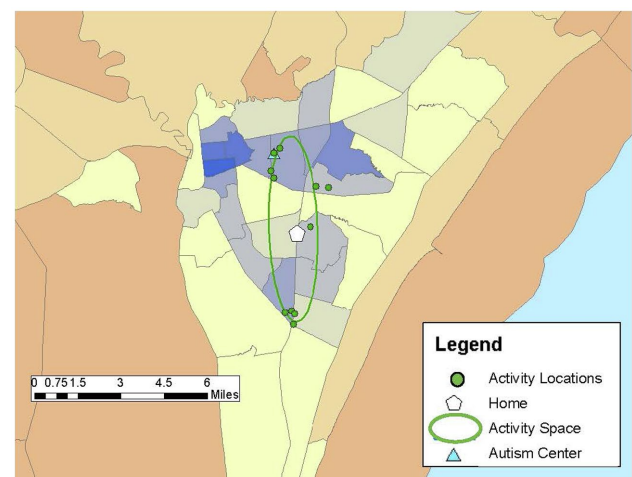 0 0.75 1.5 3 4.5 6
Miles
Legend
Activity Locations
Home
Activity Space
Autism Center